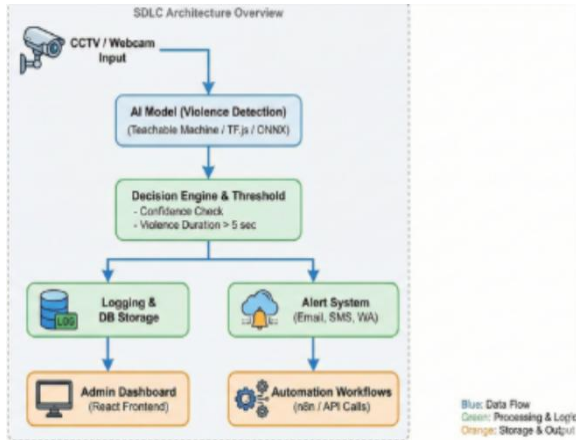 SDLC Architecture Overview
CCTV / Webcam
Input
AI Model (Violence Detection)
(Teachable Machine / TF.js / ONNX)
Decision Engine & Threshold
- Confidence Check
- Violence Duration > 5 sec
Logging &
DB Storage
LOG
Alert System
(Email, SMS, WA)
Admin Dashboard
(React Frontend)
Automation Workflows
(n8n / API Calls)
Blue: Data Flow
Green: Processing & Logic
Orange: Storage & Output